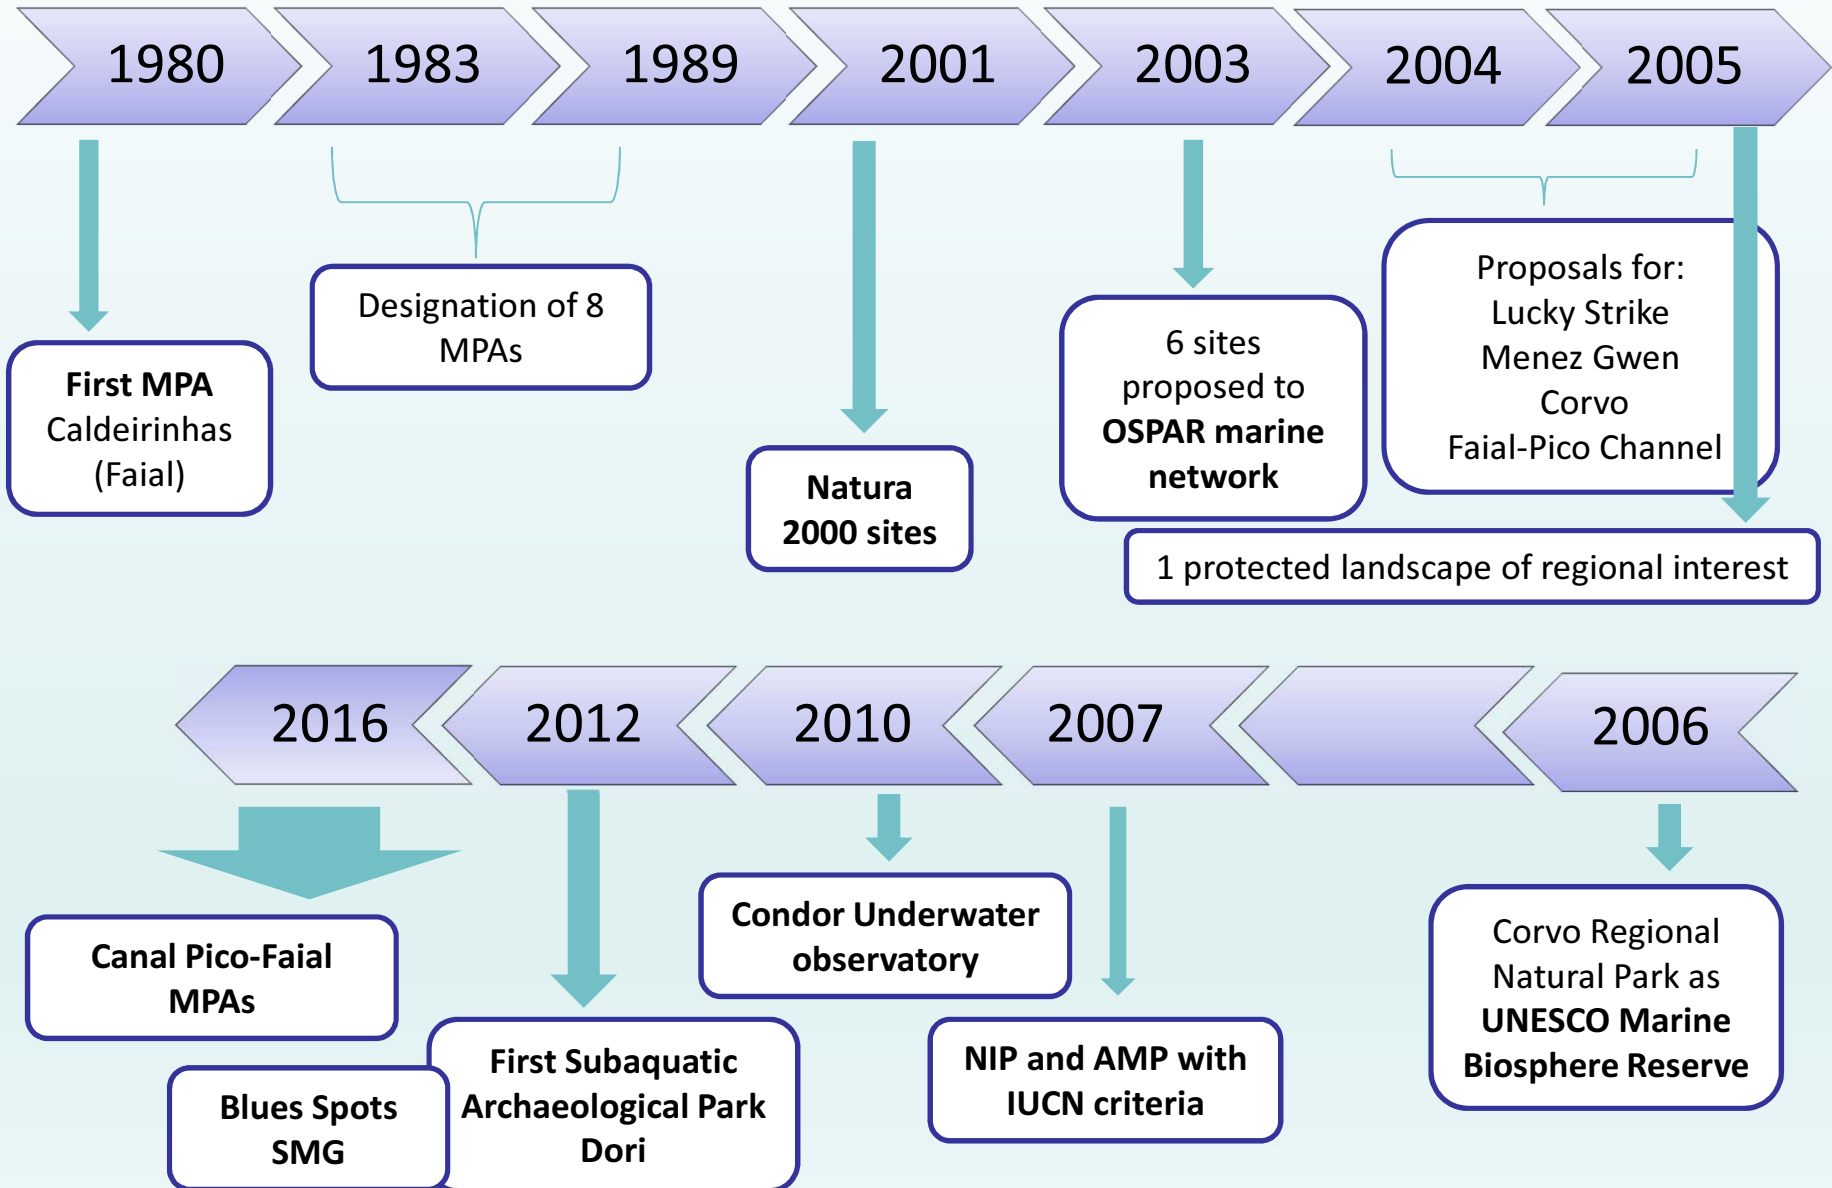 1980
1983
1989
2001
2003
2004
2005
First MPA
Caldeirinhas
(Faial)
Designation of 8
MPAs
Natura
2000 sites
6 sites
proposed to
OSPAR marine
network
Proposals for:
Lucky Strike
Menez Gwen
Corvo
Faial-Pico Channel
1 protected landscape of regional interest
2016
2012
2010
2007
2006
Canal Pico-Faial
MPAs
Blues Spots
SMG
First Subaquatic
Archaeological Park
Dori
Condor Underwater
observatory
NIP and AMP with
IUCN criteria
Corvo Regional
Natural Park as
UNESCO Marine
Biosphere Reserve